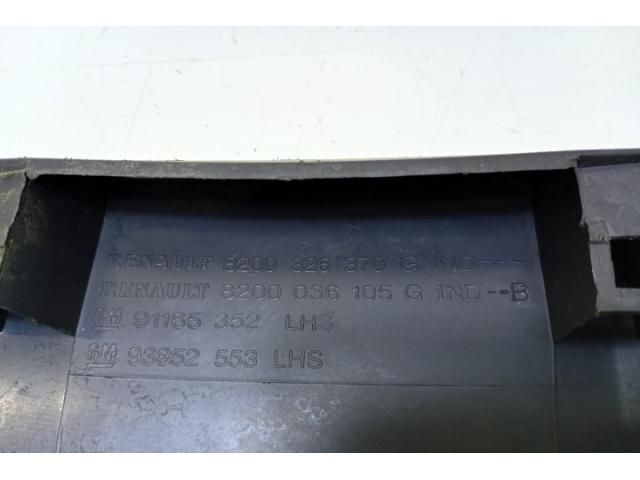 RENAULT 8200 326 370 G IND.---
RENAULT 8200 036 105 G IND--B
GM 91165 352 LHS
GM 93852 553 LHS